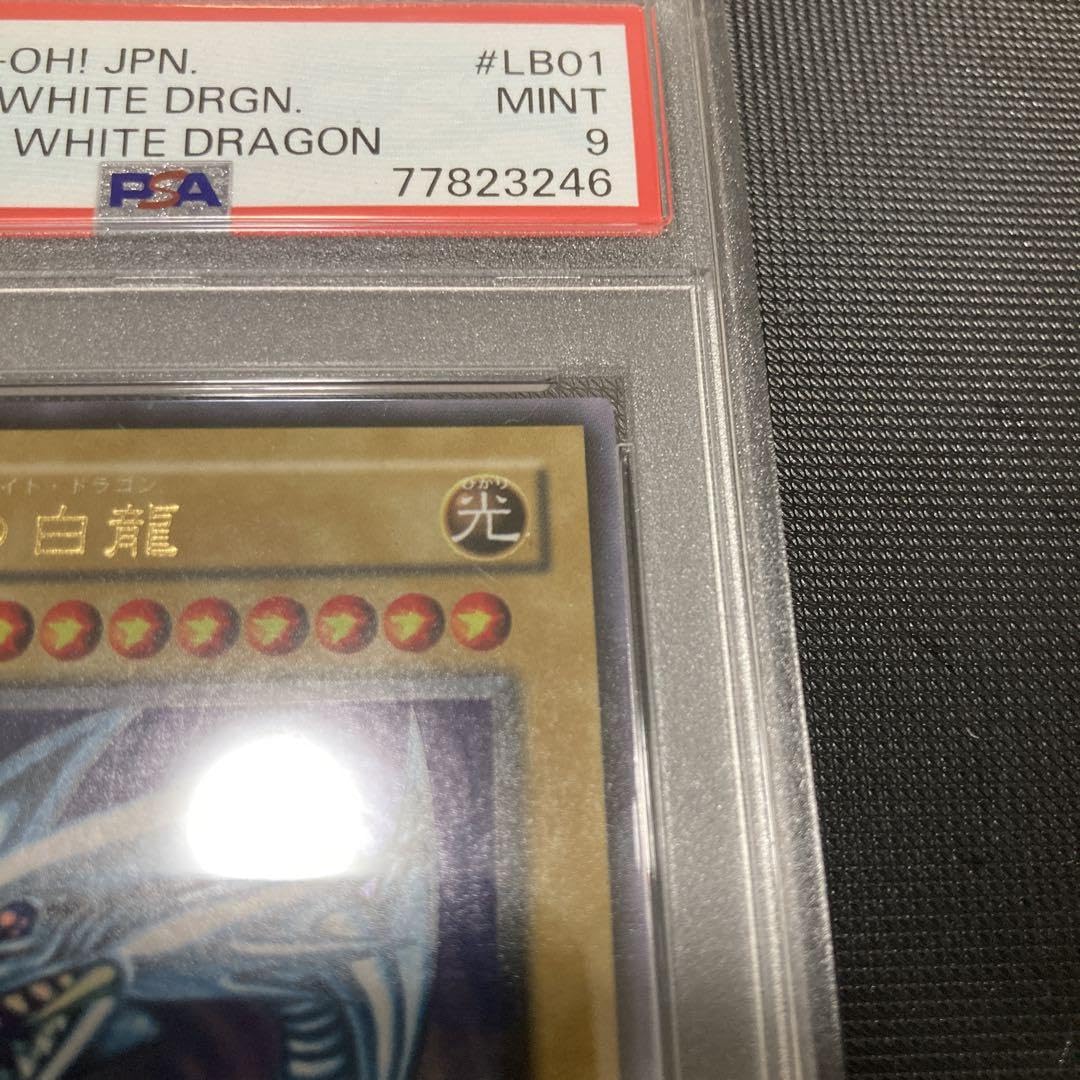 -OH! JPN. #LB01
WHITE DRGN. MINT
WHITE DRAGON 9
PSA 77823246
イト・ドラゴン
白龍
ひかり
光